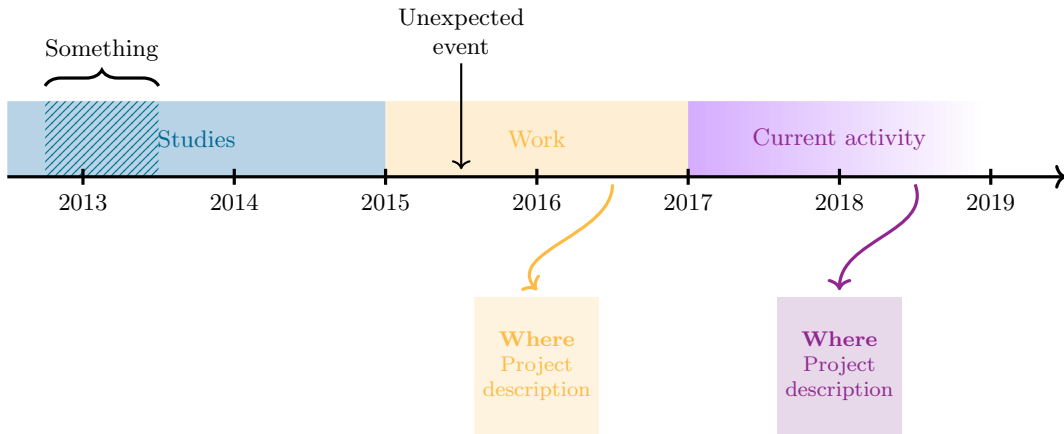 Unexpected
event
Something
Studies
Work
Current activity
2013
2014
2015
2016
2017
2018
2019
Where
Project
description
Where
Project
description